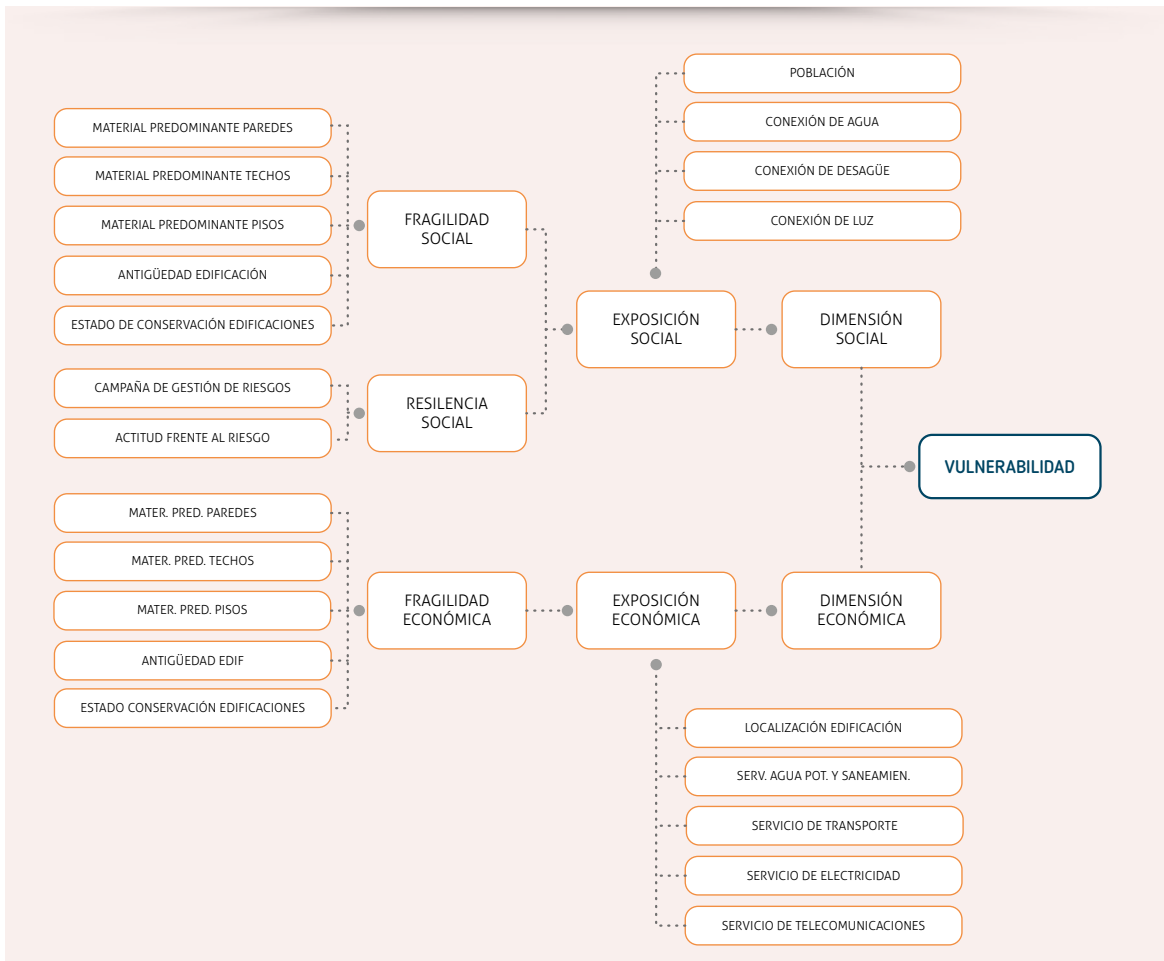 POBLACIÓN
CONEXIÓN DE AGUA
CONEXIÓN DE DESAGÜE
CONEXIÓN DE LUZ
MATERIAL PREDOMINANTE PAREDES
MATERIAL PREDOMINANTE TECHOS
MATERIAL PREDOMINANTE PISOS
ANTIGÜEDAD EDIFICACIÓN
ESTADO DE CONSERVACIÓN EDIFICACIONES
FRAGILIDAD
SOCIAL
CAMPAÑA DE GESTIÓN DE RIESGOS
ACTITUD FRENTE AL RIESGO
RESILENCIA
SOCIAL
EXPOSICIÓN
SOCIAL
DIMENSIÓN
SOCIAL
VULNERABILIDAD
MATER. PRED. PAREDES
MATER. PRED. TECHOS
MATER. PRED. PISOS
ANTIGÜEDAD EDIF
ESTADO CONSERVACIÓN EDIFICACIONES
FRAGILIDAD
ECONÓMICA
EXPOSICIÓN
ECONÓMICA
DIMENSIÓN
ECONÓMICA
LOCALIZACIÓN EDIFICACIÓN
SERV. AGUA POT. Y SANEAMIEN.
SERVICIO DE TRANSPORTE
SERVICIO DE ELECTRICIDAD
SERVICIO DE TELECOMUNICACIONES